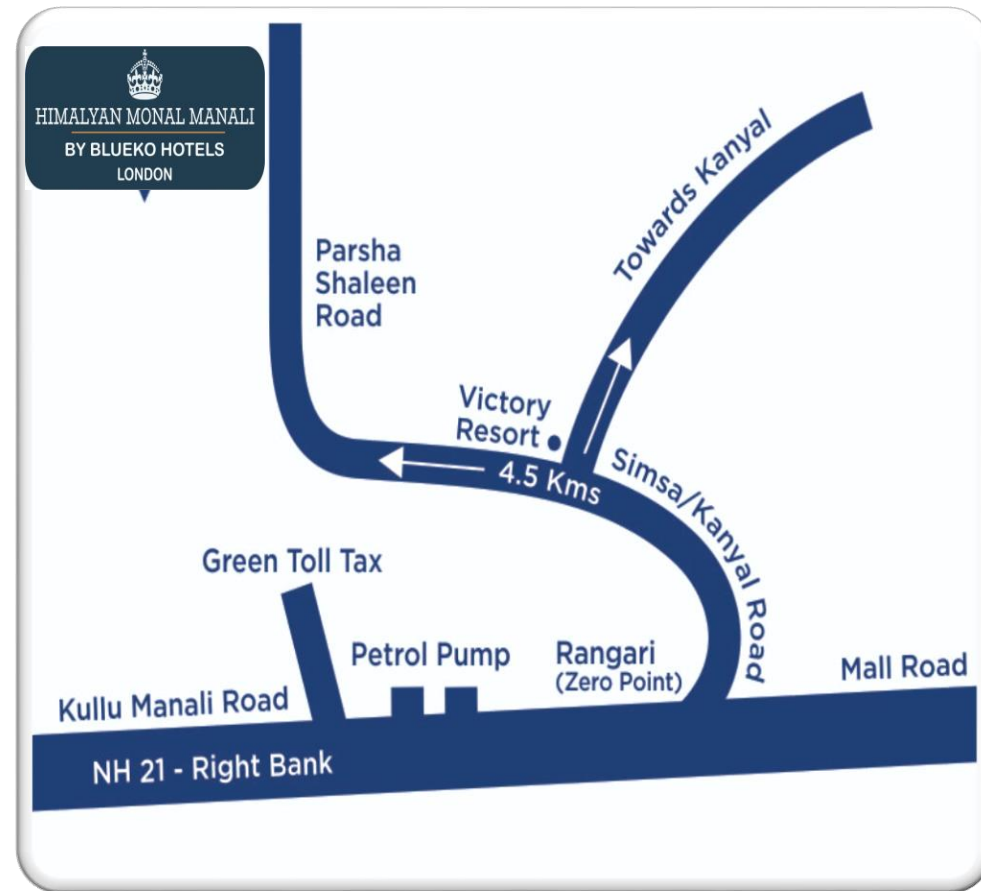 HIMALYAN MONAL MANALI
BY BLUEKO HOTELS
LONDON
Parsha
Shaleen
Road
Towards Kanyal
Victory
Resort
4.5 Kms
Simsa/Kanyal Road
Green Toll Tax
Petrol Pump
Rangari
(Zero Point)
Mall Road
Kullu Manali Road
NH 21 - Right Bank